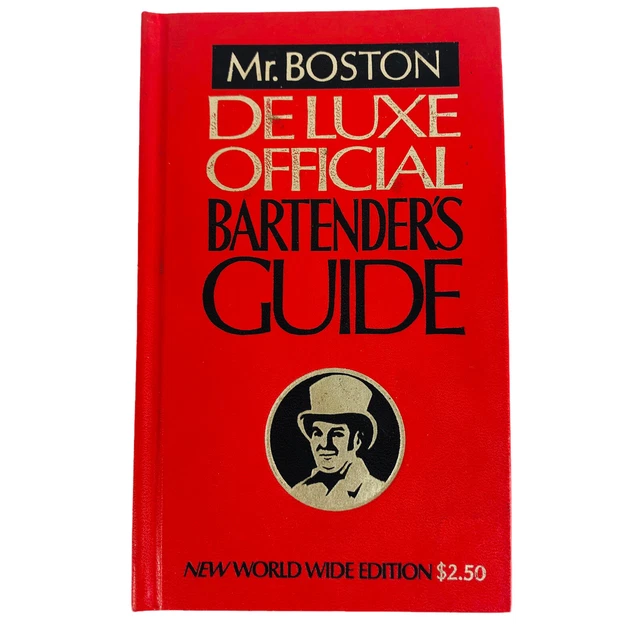 Mr. BOSTON
DE LUXE
OFFICIAL
BARTENDER'S
GUIDE
NEW WORLD WIDE EDITION $2.50